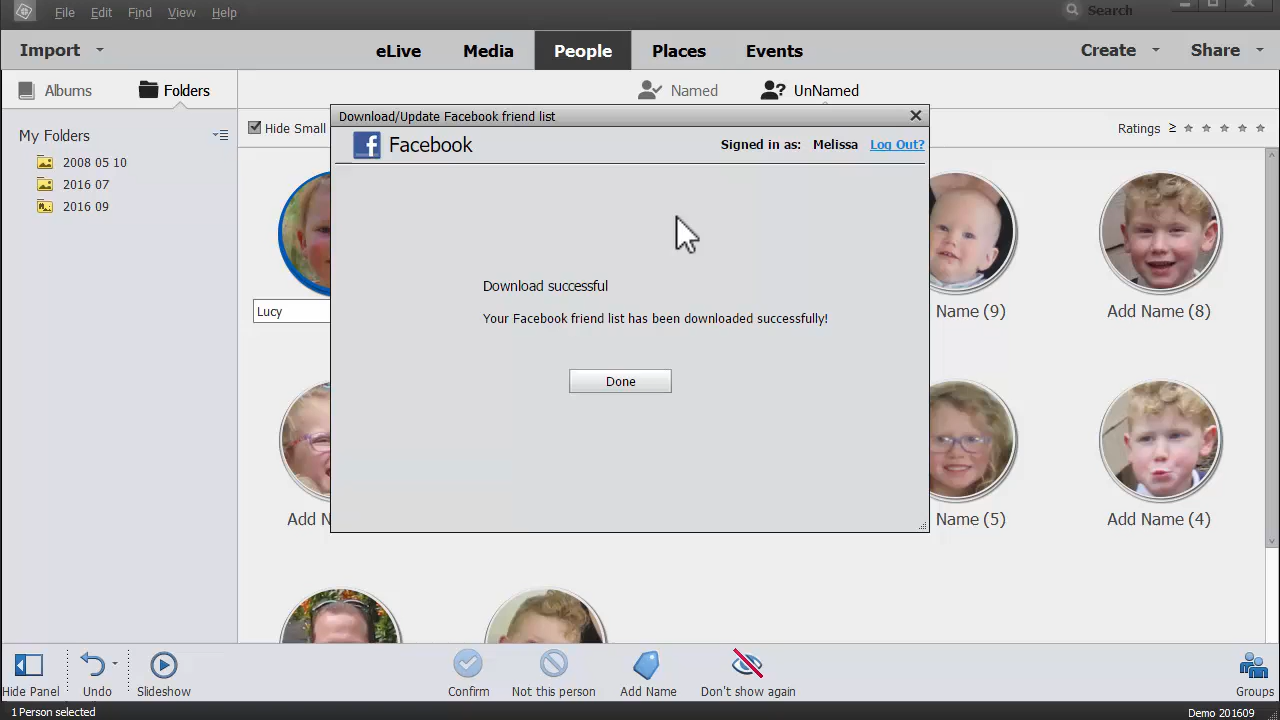 File Edit Find View Help Search
Import eLive Media People Places Events Create Share
Albums Folders Named UnNamed
My Folders Hide Small Ratings ≥
2008 05 10
2016 07
2016 09
Download/Update Facebook friend list
f Facebook Signed in as: Melissa Log Out?
Download successful
Your Facebook friend list has been downloaded successfully!
Done
Lucy Name (9) Add Name (8)
Add N Name (5) Add Name (4)
Hide Panel Undo Slideshow Confirm Not this person Add Name Don't show again Groups
1 Person selected Demo 201609